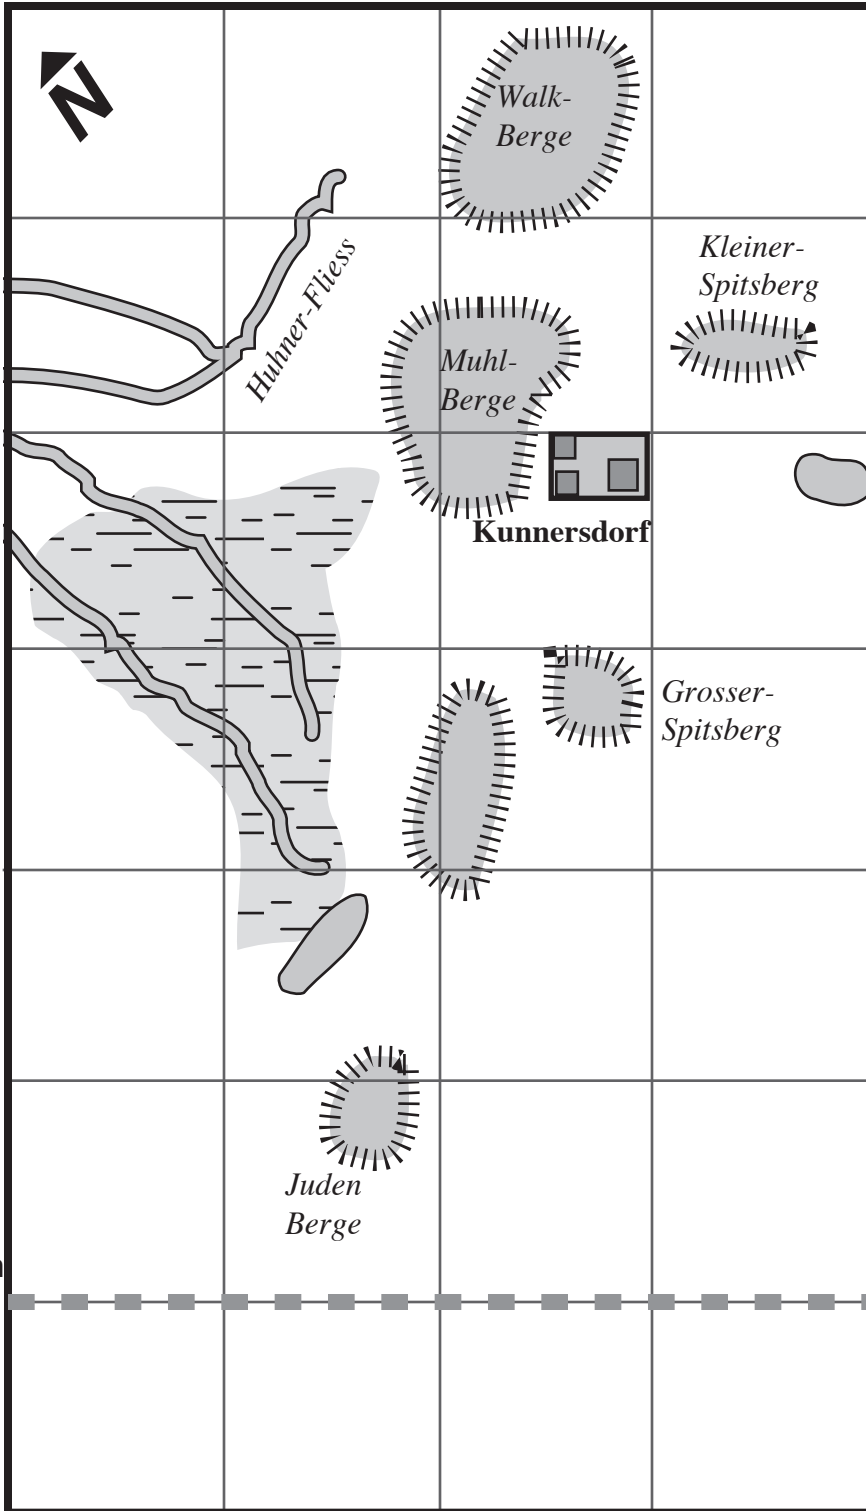 N
Walk-
Berge
Kleiner-
Spitsberg
Huhner-Fliess
Muhl-
Berge
Kunnersdorf
Grosser-
Spitsberg
Juden
Berge